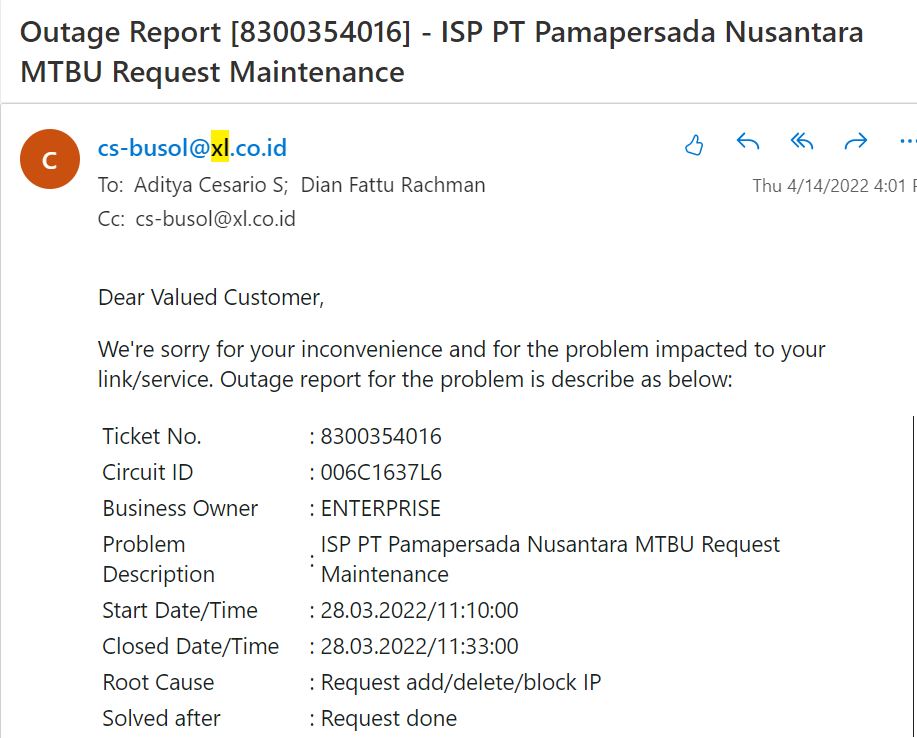 Outage Report [8300354016] - ISP PT Pamapersada Nusantara
MTBU Request Maintenance
C
cs-busol@xl.co.id
To: Aditya Cesario S; Dian Fattu Rachman
Thu 4/14/2022 4:01
Cc: cs-busol@xl.co.id
Dear Valued Customer,
We're sorry for your inconvenience and for the problem impacted to your
link/service. Outage report for the problem is describe as below:
Ticket No. : 8300354016
Circuit ID : 006C1637L6
Business Owner : ENTERPRISE
Problem Description : ISP PT Pamapersada Nusantara MTBU Request Maintenance
Start Date/Time : 28.03.2022/11:10:00
Closed Date/Time : 28.03.2022/11:33:00
Root Cause : Request add/delete/block IP
Solved after : Request done